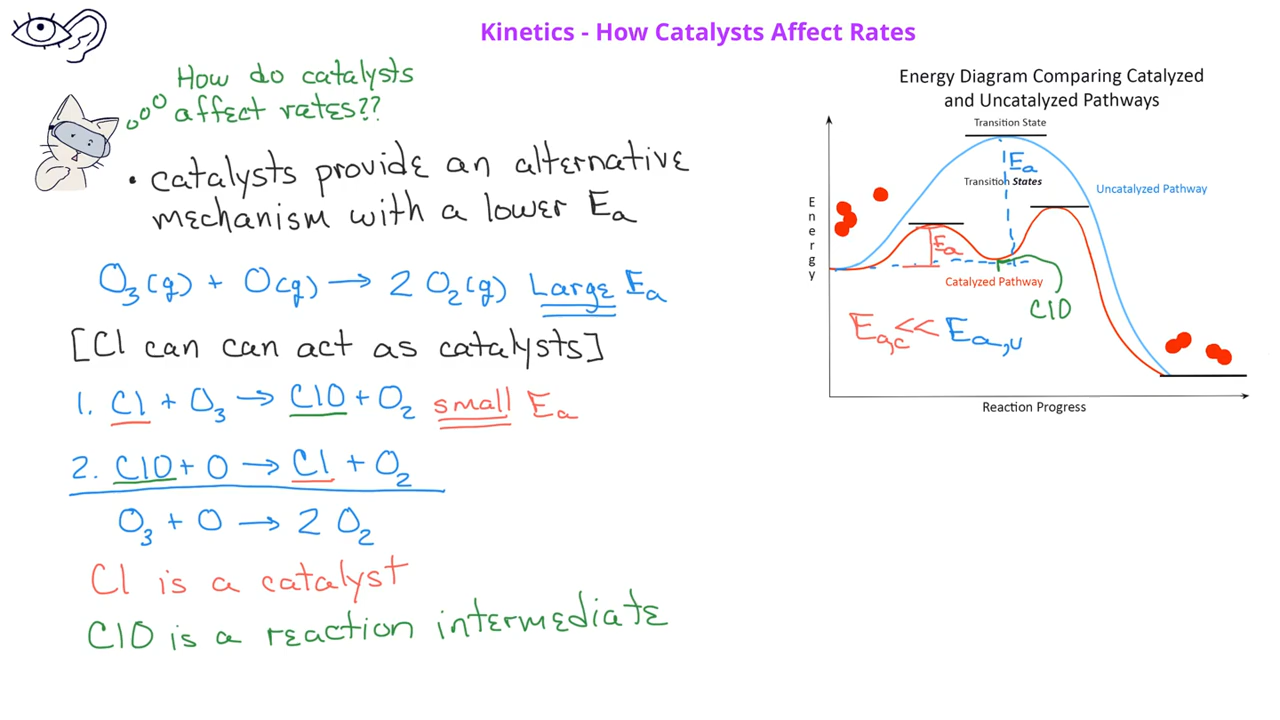 Kinetics - How Catalysts Affect Rates
How do catalysts
affect rates??
• catalysts provide an alternative
mechanism with a lower Eₐ
O₃(g) + O(g) → 2 O₂(g) Large Eₐ
[Cl can can act as catalysts]
1. Cl + O₃ → ClO + O₂ small Eₐ
2. ClO + O → Cl + O₂
O₃ + O → 2 O₂
Cl is a catalyst
ClO is a reaction intermediate
Energy Diagram Comparing Catalyzed
and Uncatalyzed Pathways
Transition State
Eₐ
Transition States
Uncatalyzed Pathway
Energy
Eₐ
Catalyzed Pathway
ClO
Eₐ,c << Eₐ,u
Reaction Progress